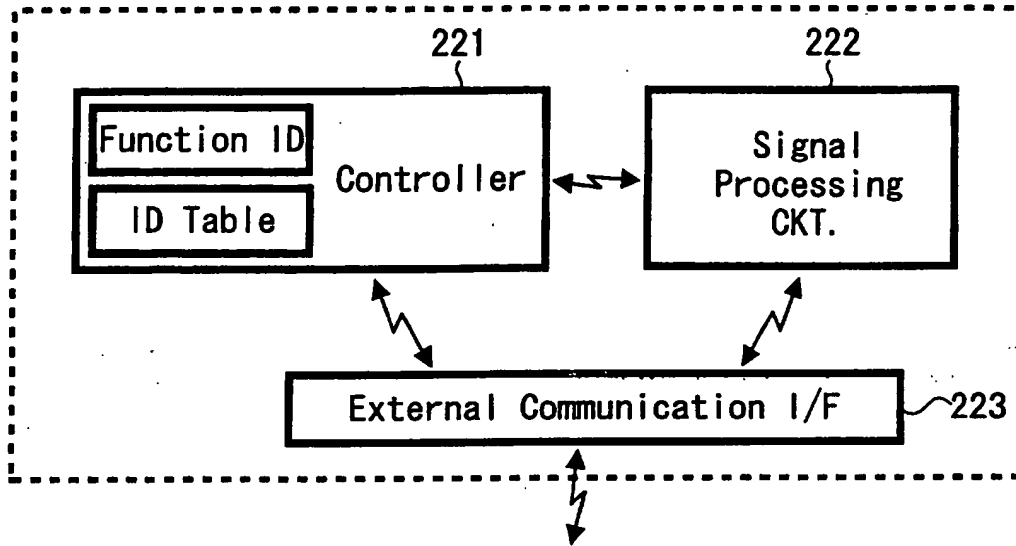 221
222
Function ID
ID Table
Controller
Signal
Processing
CKT.
External Communication I/F
223